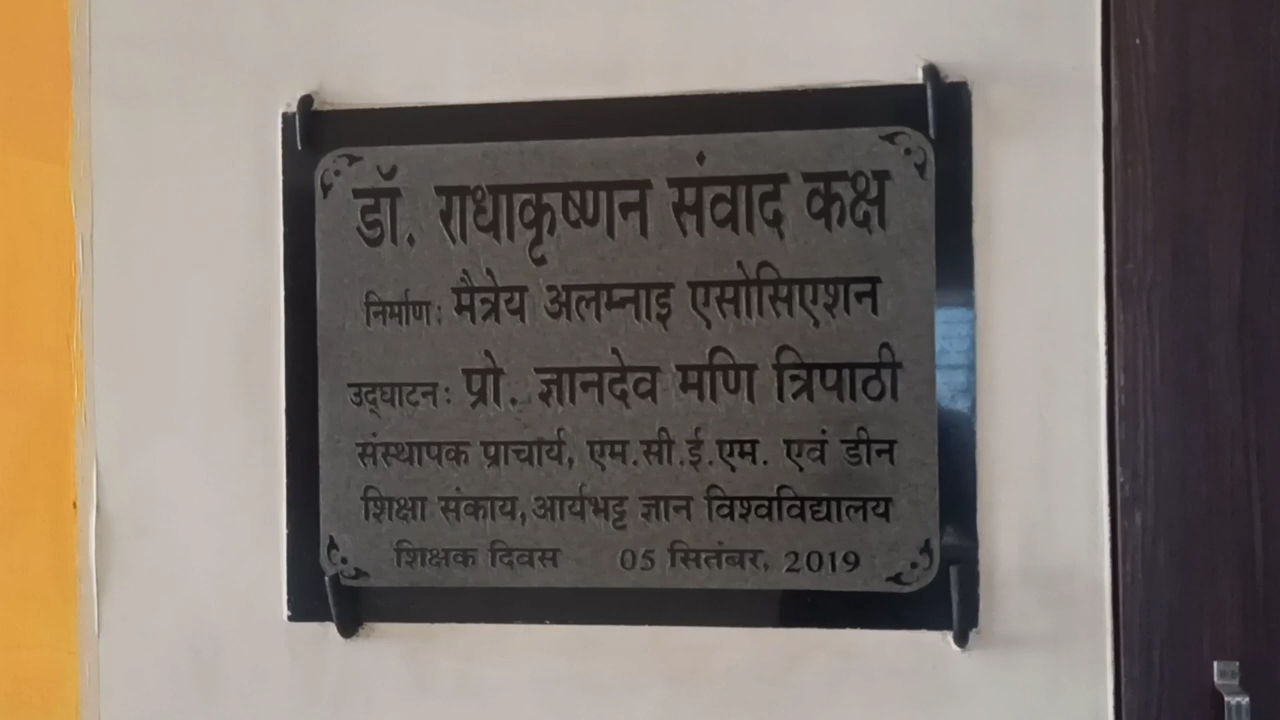 डॉ. राधाकृष्णन संवाद कक्ष
निर्माण: मैत्रेय अलम्नाइ एसोसिएशन
उद्‌घाटन: प्रो. ज्ञानदेव मणि त्रिपाठी
संस्थापक प्राचार्य, एम.सी.ई.एम. एवं डीन
शिक्षा संकाय, आर्यभट्ट ज्ञान विश्वविद्यालय
शिक्षक दिवस 05 सितंबर, 2019